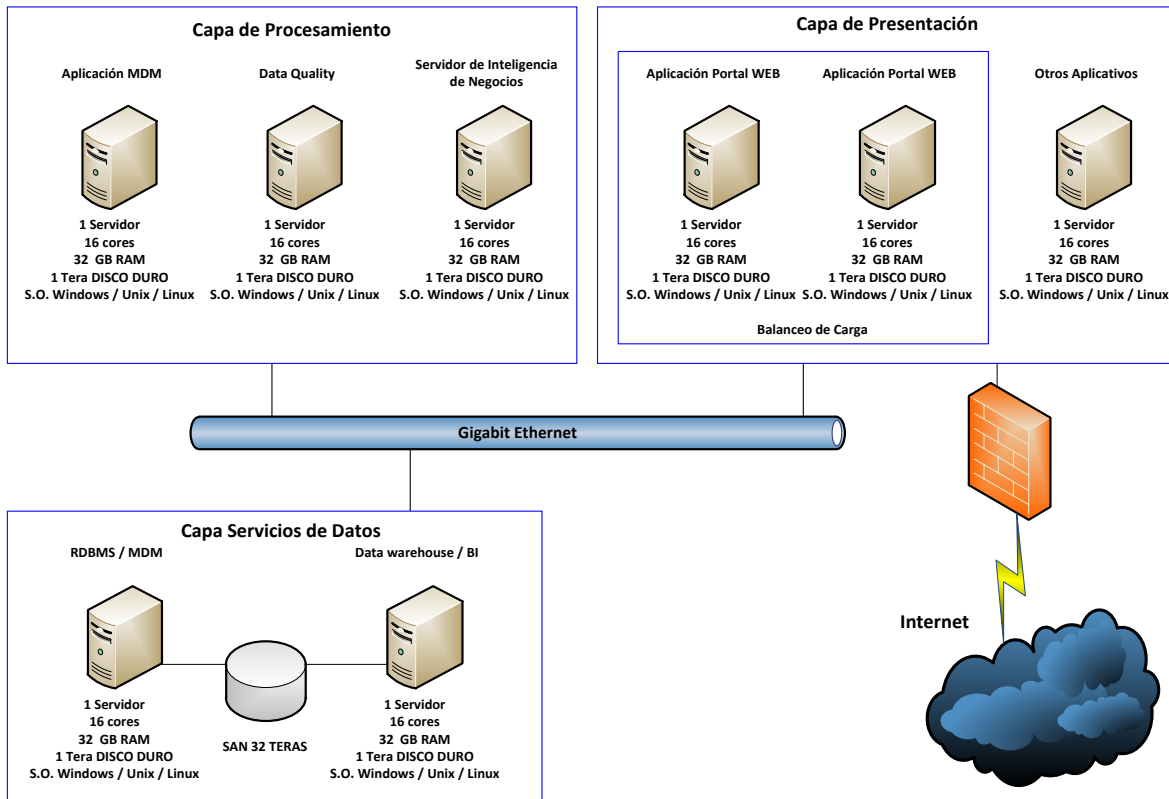 Capa de Procesamiento
Aplicación MDM
Data Quality
Servidor de Inteligencia
de Negocios
1 Servidor
16 cores
32 GB RAM
1 Tera DISCO DURO
S.O. Windows / Unix / Linux
1 Servidor
16 cores
32 GB RAM
1 Tera DISCO DURO
S.O. Windows / Unix / Linux
1 Servidor
16 cores
32 GB RAM
1 Tera DISCO DURO
S.O. Windows / Unix / Linux
Capa de Presentación
Aplicación Portal WEB
Aplicación Portal WEB
Otros Aplicativos
1 Servidor
16 cores
32 GB RAM
1 Tera DISCO DURO
S.O. Windows / Unix / Linux
1 Servidor
16 cores
32 GB RAM
1 Tera DISCO DURO
S.O. Windows / Unix / Linux
1 Servidor
16 cores
32 GB RAM
1 Tera DISCO DURO
S.O. Windows / Unix / Linux
Balanceo de Carga
Gigabit Ethernet
Capa Servicios de Datos
RDBMS / MDM
Data warehouse / BI
1 Servidor
16 cores
32 GB RAM
1 Tera DISCO DURO
S.O. Windows / Unix / Linux
SAN 32 TERAS
1 Servidor
16 cores
32 GB RAM
1 Tera DISCO DURO
S.O. Windows / Unix / Linux
Internet